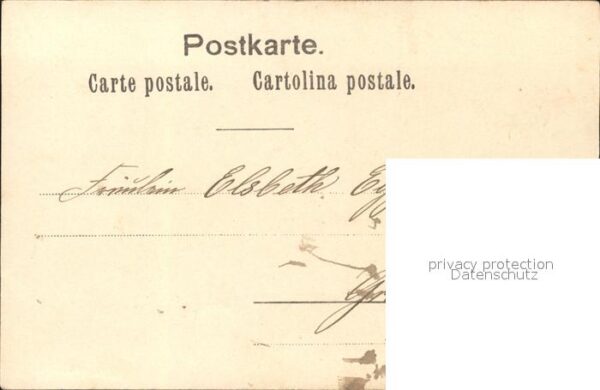 Postkarte.
Carte postale. Cartolina postale.
Fräulein Elsbeth
privacy protection
Datenschutz